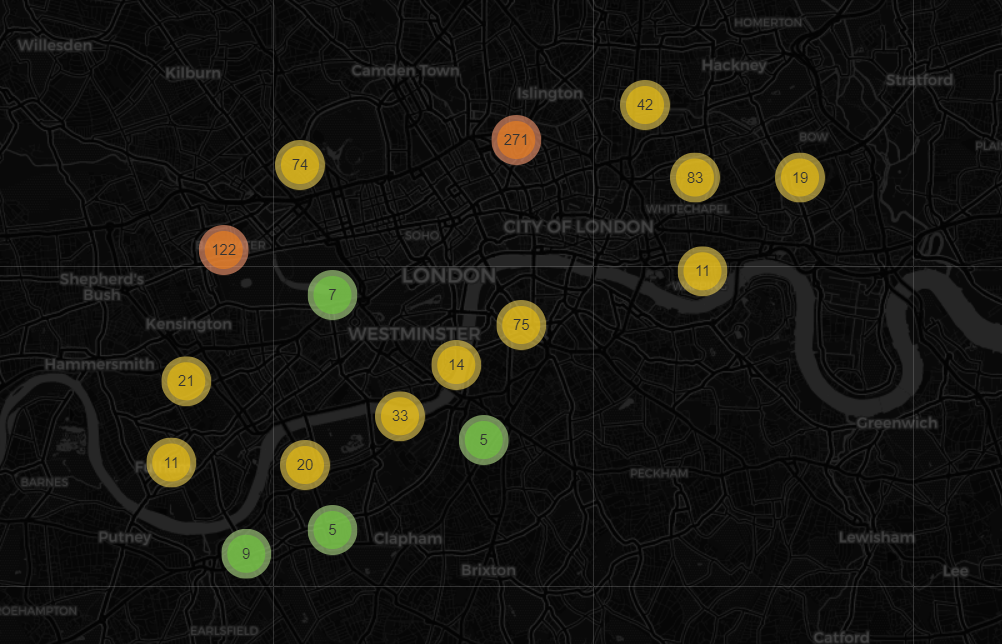 HOMERTON
Willesden
Hackney
Kilburn
Camden Town
Stratford
Islington
42
271
BOW
74
83
19
WHITECHAPEL
CITY OF LONDON
SOHO
122
11
LONDON
Shepherd's
Bush
7
Kensington
75
WESTMINSTER
Hammersmith
14
21
33
Greenwich
5
11
20
PECKHAM
BARNES
5
Putney
Clapham
Lewisham
9
Brixton
Lee
EARLSFIELD
Catford